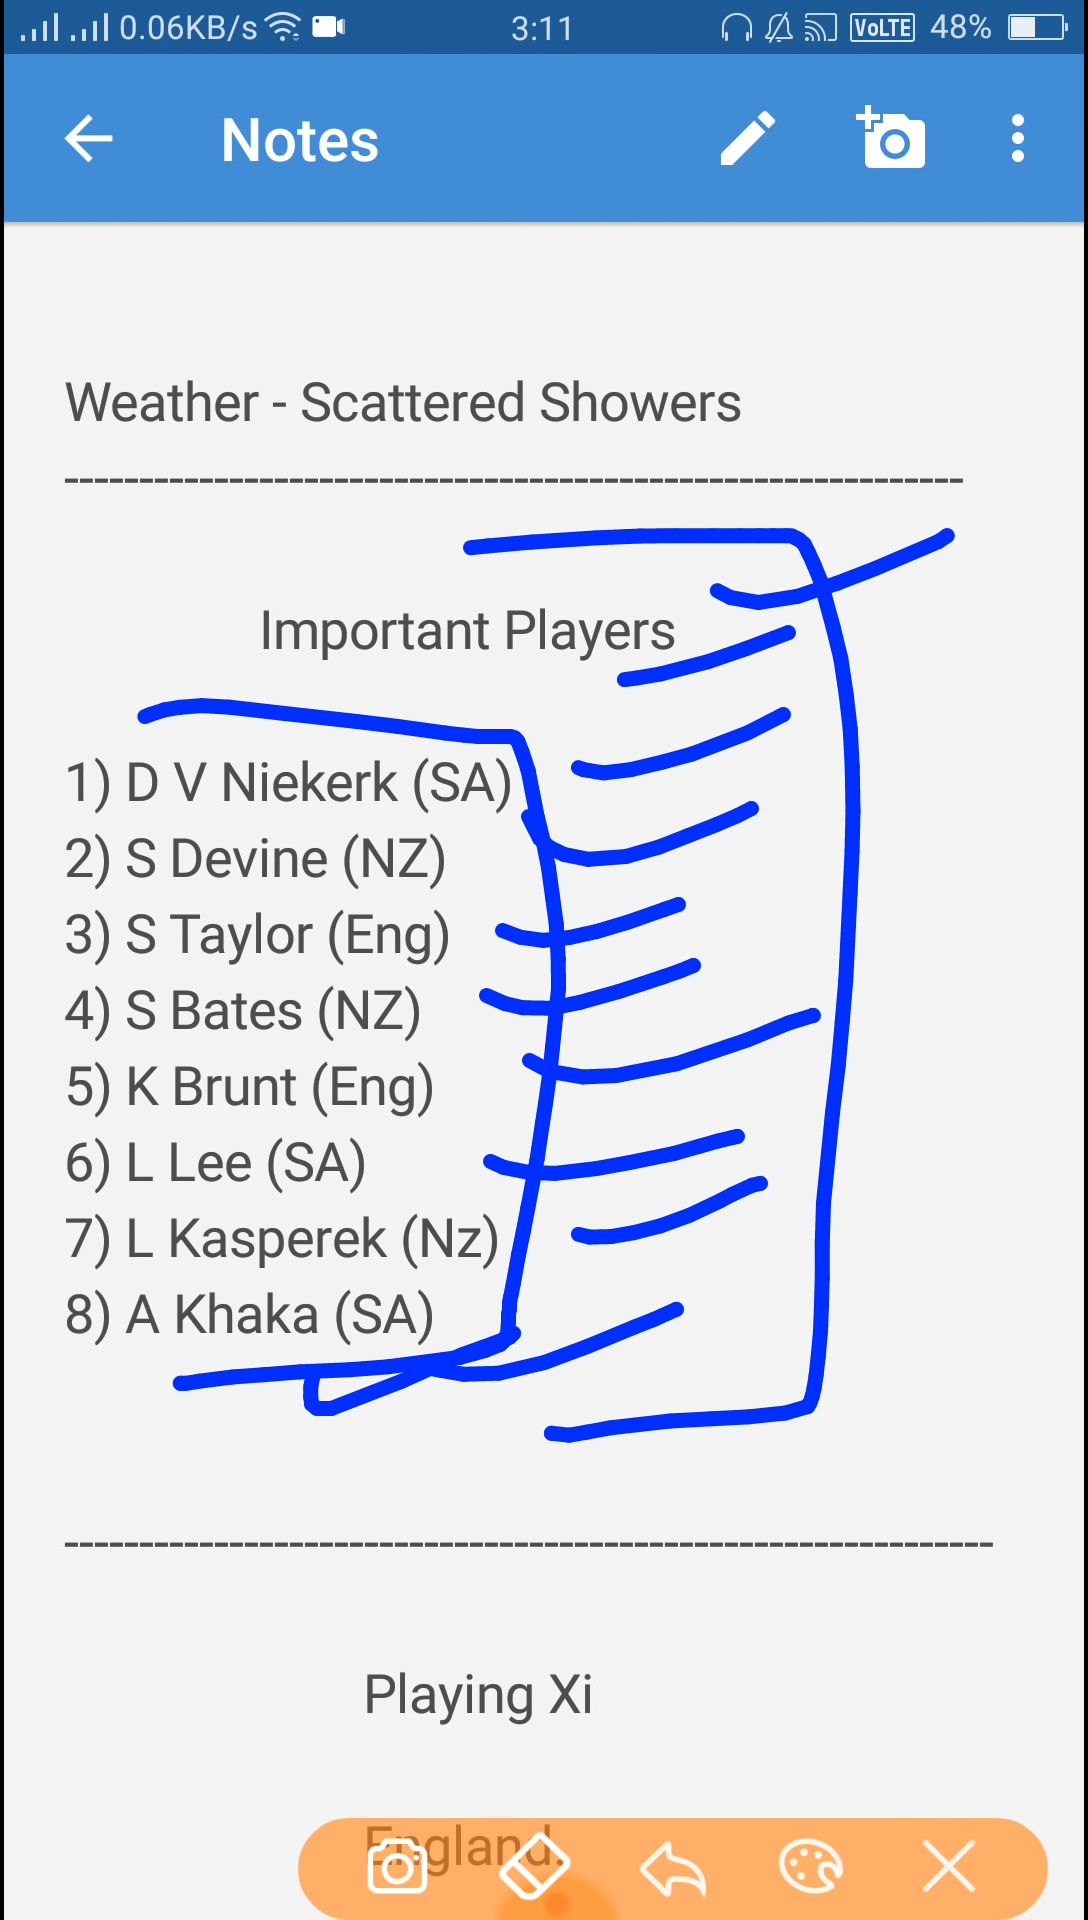 0.06KB/s 3:11 VoLTE 48%
Notes
Weather - Scattered Showers
Important Players
1) D V Niekerk (SA)
2) S Devine (NZ)
3) S Taylor (Eng)
4) S Bates (NZ)
5) K Brunt (Eng)
6) L Lee (SA)
7) L Kasperek (Nz)
8) A Khaka (SA)
Playing Xi
England.